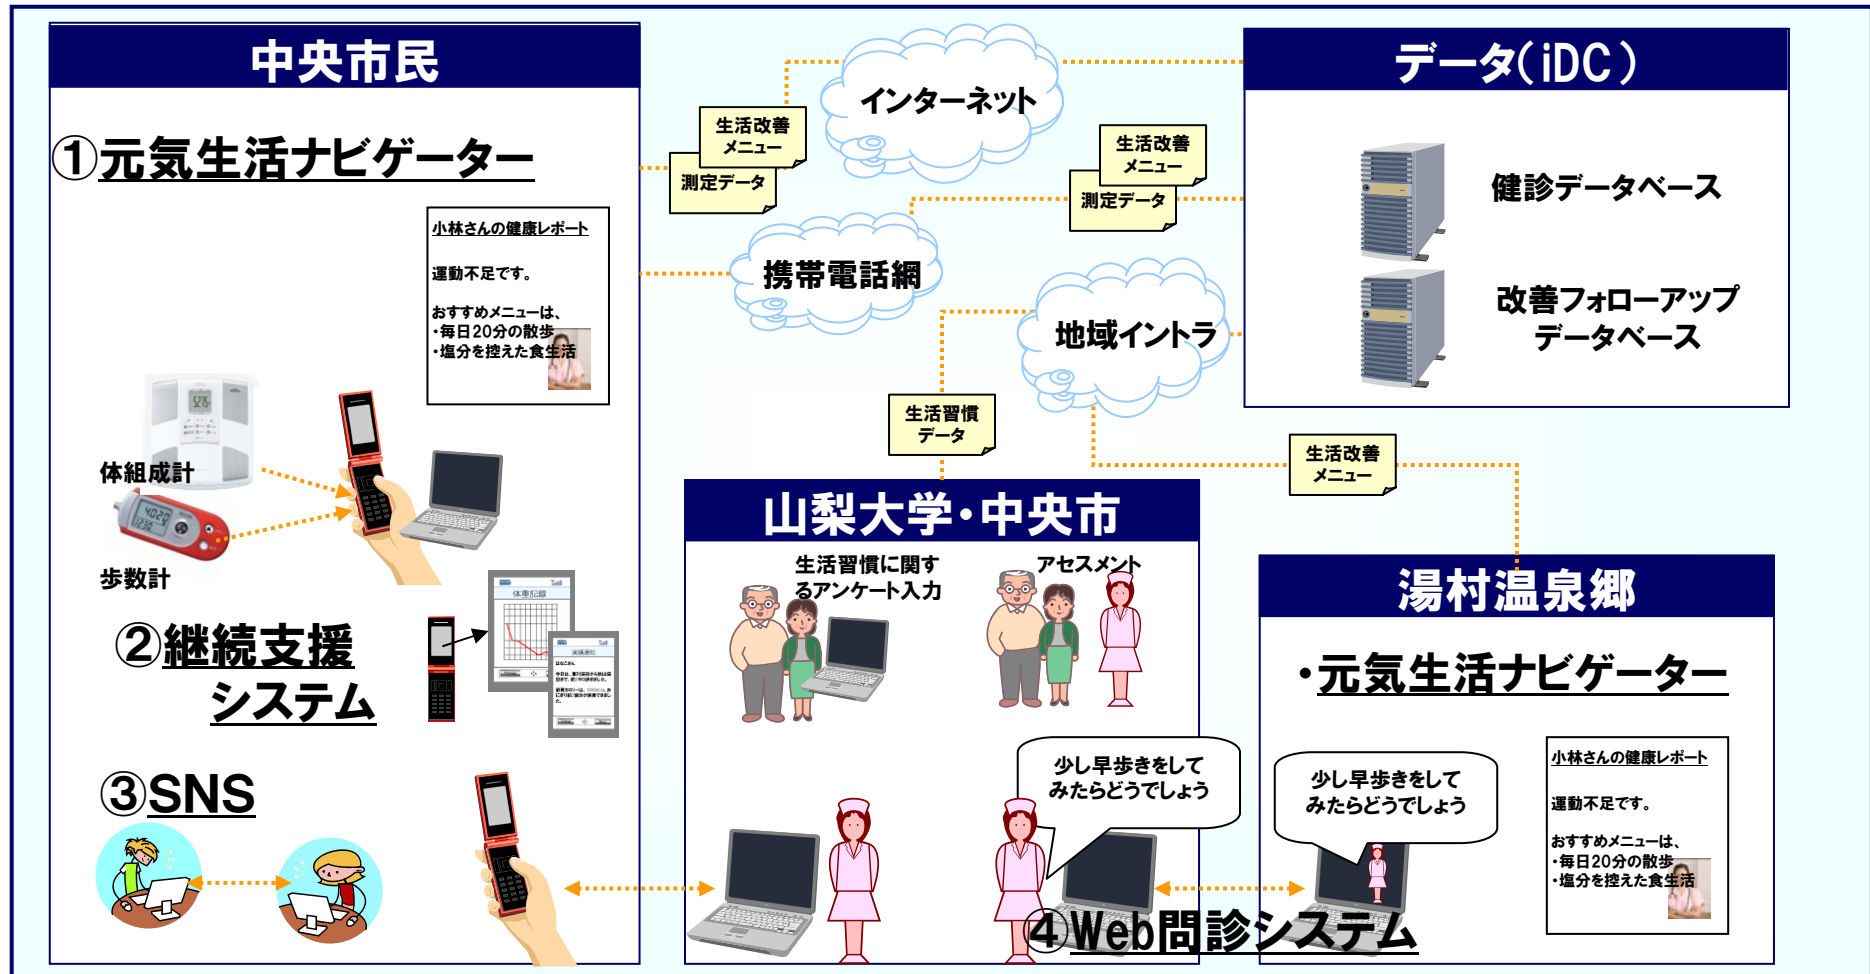 中央市民
①元気生活ナビゲーター
小林さんの健康レポート
運動不足です。
おすすめメニューは、
・毎日20分の散歩
・塩分を控えた食生活
体組成計
歩数計
②継続支援
システム
体重記録
③SNS
インターネット
生活改善
メニュー
測定データ
生活改善
メニュー
測定データ
携帯電話網
地域イントラ
生活習慣
データ
生活改善
メニュー
データ(iDC)
健診データベース
改善フォローアップ
データベース
山梨大学・中央市
生活習慣に関す
るアンケート入力
アセスメント
少し早歩きをして
みたらどうでしょう
④Web問診システム
湯村温泉郷
・元気生活ナビゲーター
少し早歩きをして
みたらどうでしょう
小林さんの健康レポート
運動不足です。
おすすめメニューは、
・毎日20分の散歩
・塩分を控えた食生活